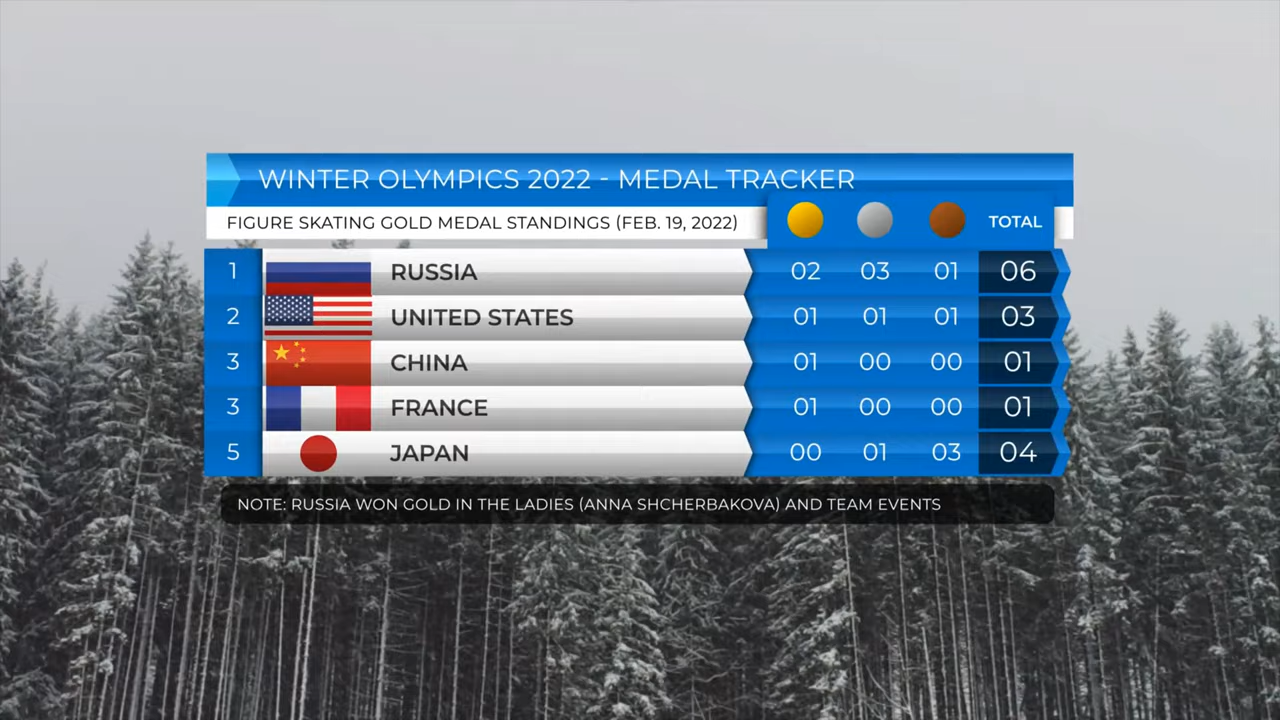 WINTER OLYMPICS 2022 - MEDAL TRACKER
FIGURE SKATING GOLD MEDAL STANDINGS (FEB. 19, 2022) TOTAL
1 RUSSIA 02 03 01 06
2 UNITED STATES 01 01 01 03
3 CHINA 01 00 00 01
3 FRANCE 01 00 00 01
5 JAPAN 00 01 03 04
NOTE: RUSSIA WON GOLD IN THE LADIES (ANNA SHCHERBAKOVA) AND TEAM EVENTS